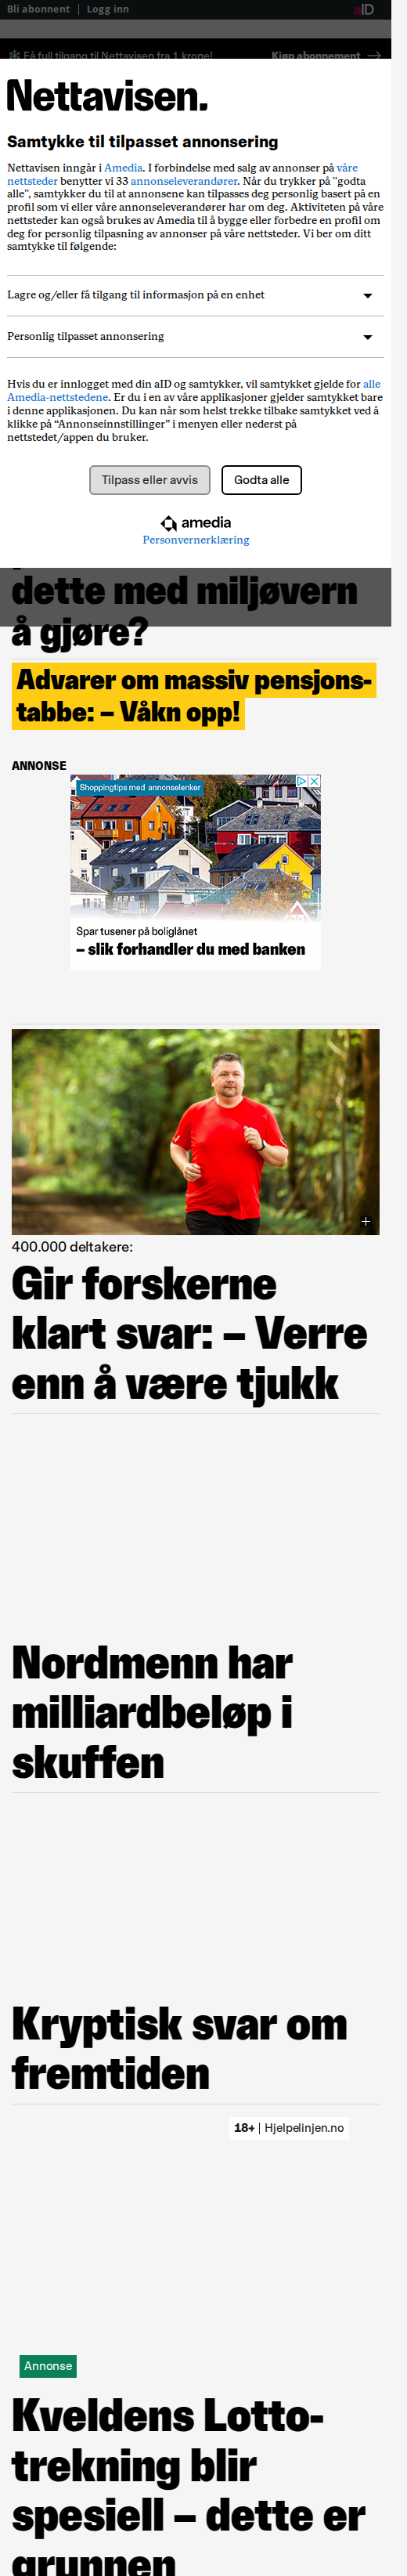 Bli abonnent | Logg inn
aID
Få full tilgang til Nettavisen fra 1 krone!
Kjøp abonnement →
Nettavisen.
Samtykke til tilpasset annonsering
Nettavisen inngår i Amedia. I forbindelse med salg av annonser på våre
nettsteder benytter vi 33 annonseleverandører. Når du trykker på "godta
alle", samtykker du til at annonsene kan tilpasses deg personlig basert på en
profil som vi eller våre annonseleverandører har om deg. Aktiviteten på våre
nettsteder kan også brukes av Amedia til å bygge eller forbedre en profil om
deg for personlig tilpasning av annonser på våre nettsteder. Vi ber om ditt
samtykke til følgende:
Lagre og/eller få tilgang til informasjon på en enhet
Personlig tilpasset annonsering
Hvis du er innlogget med din aID og samtykker, vil samtykket gjelde for alle
Amedia-nettstedene. Er du i en av våre applikasjoner gjelder samtykket bare
i denne applikasjonen. Du kan når som helst trekke tilbake samtykket ved å
klikke på “Annonseinnstillinger” i menyen eller nederst på
nettstedet/appen du bruker.
Tilpass eller avvis
Godta alle
amedia
Personvernerklæring
dette med miljøvern
å gjøre?
Advarer om massiv pensjons-
tabbe: – Våkn opp!
ANNONSE
Shoppingtips med annonselenker
Spar tusener på boliglånet
– slik forhandler du med banken
400.000 deltakere:
Gir forskerne
klart svar: – Verre
enn å være tjukk
Nordmenn har
milliardbeløp i
skuffen
Kryptisk svar om
fremtiden
18+ | Hjelpelinjen.no
Annonse
Kveldens Lotto-
trekning blir
spesiell – dette er
grunnen